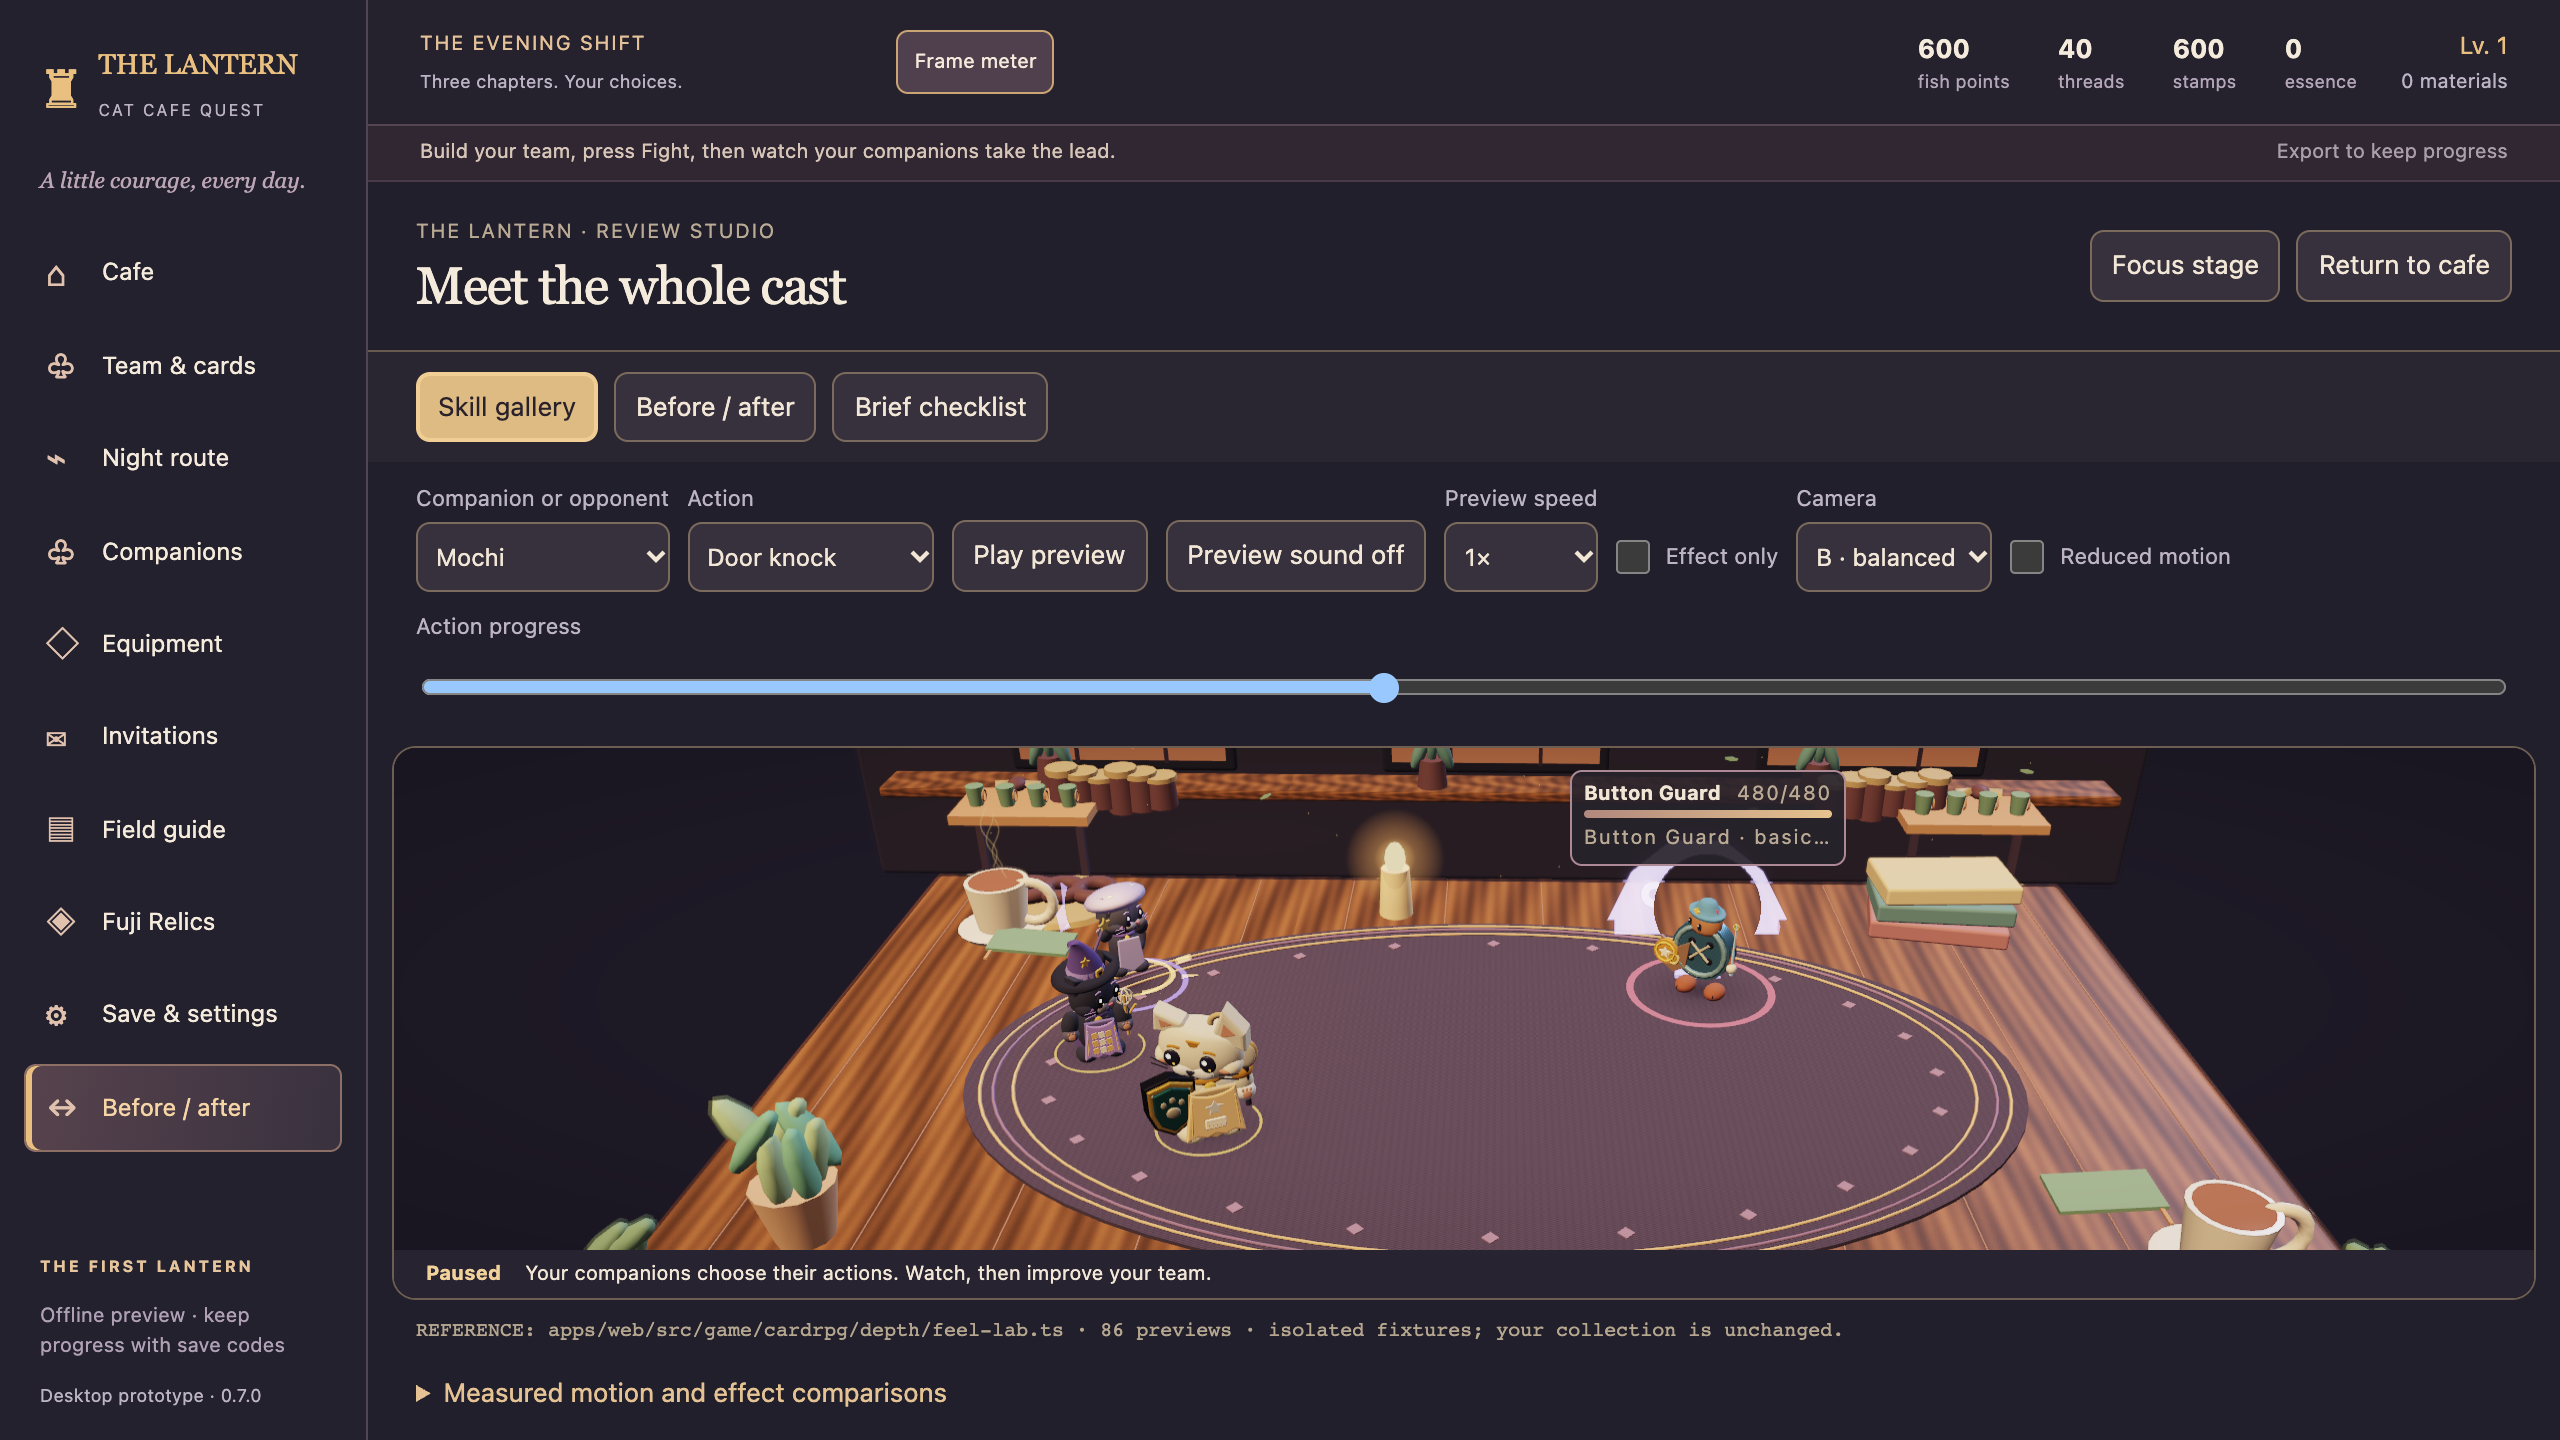 THE LANTERN
CAT CAFE QUEST
A little courage, every day.
Cafe
Team & cards
Night route
Companions
Equipment
Invitations
Field guide
Fuji Relics
Save & settings
Before / after
THE FIRST LANTERN
Offline preview · keep
progress with save codes
Desktop prototype · 0.7.0
THE EVENING SHIFT
Three chapters. Your choices.
Frame meter
600
fish points
40
threads
600
stamps
0
essence
Lv. 1
0 materials
Build your team, press Fight, then watch your companions take the lead.
Export to keep progress
THE LANTERN · REVIEW STUDIO
Meet the whole cast
Focus stage
Return to cafe
Skill gallery
Before / after
Brief checklist
Companion or opponent
Mochi
Action
Door knock
Play preview
Preview sound off
Preview speed
1×
Effect only
Camera
B · balanced
Reduced motion
Action progress
Button Guard 480/480
Button Guard · basic…
Paused Your companions choose their actions. Watch, then improve your team.
REFERENCE: apps/web/src/game/cardrpg/depth/feel-lab.ts · 86 previews · isolated fixtures; your collection is unchanged.
Measured motion and effect comparisons